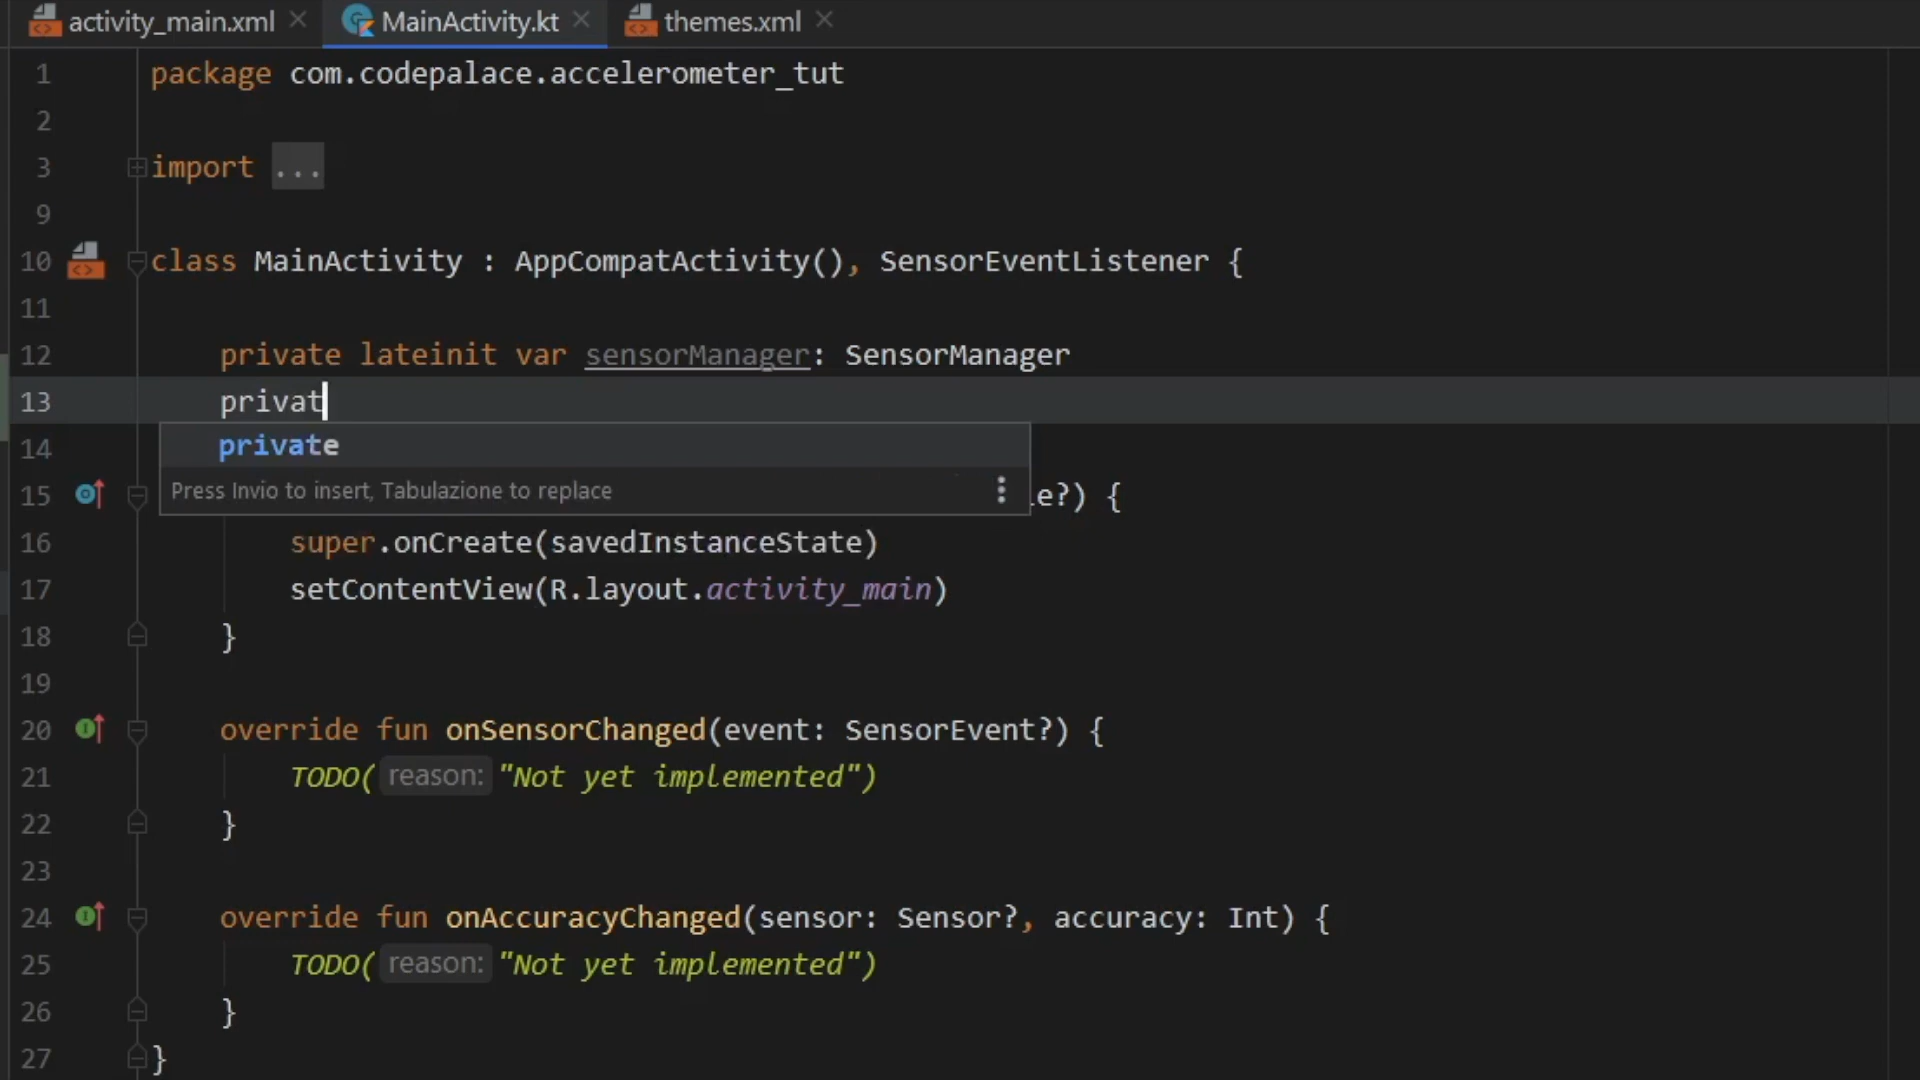 activity_main.xml MainActivity.kt themes.xml
1 package com.codepalace.accelerometer_tut
2
3 import ...
9
10 class MainActivity : AppCompatActivity(), SensorEventListener {
11
12 private lateinit var sensorManager: SensorManager
13 privat
private
14
Press Invio to insert, Tabulazione to replace
15 le?) {
16 super.onCreate(savedInstanceState)
17 setContentView(R.layout.activity_main)
18 }
19
20 override fun onSensorChanged(event: SensorEvent?) {
21 TODO( reason: "Not yet implemented")
22 }
23
24 override fun onAccuracyChanged(sensor: Sensor?, accuracy: Int) {
25 TODO( reason: "Not yet implemented")
26 }
27 }